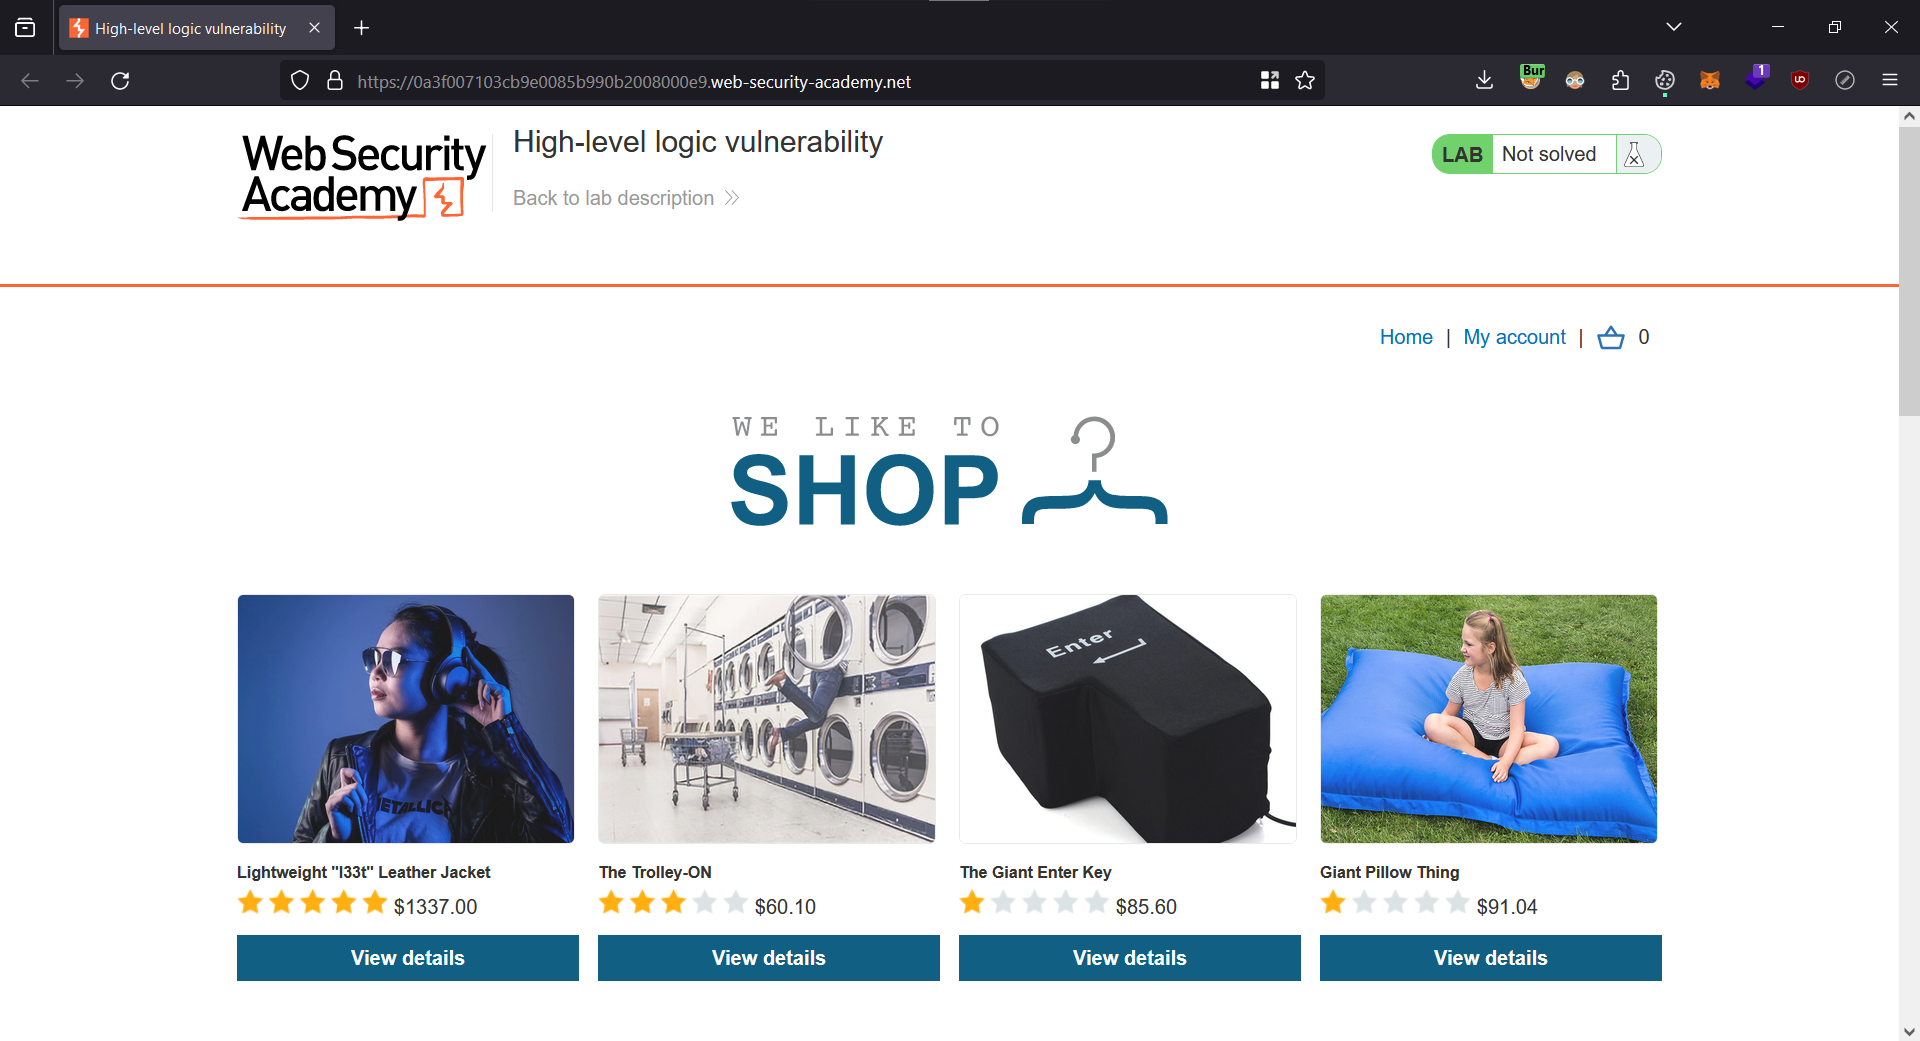 High-level logic vulnerability
Bur
1
https://0a3f007103cb9e0085b990b2008000e9.web-security-academy.net
Web Security
Academy
High-level logic vulnerability
Back to lab description
LAB Not solved
Home | My account | 0
WE LIKE TO
SHOP
METALLICA
Enter
Lightweight "l33t" Leather Jacket
$1337.00
View details
The Trolley-ON
$60.10
View details
The Giant Enter Key
$85.60
View details
Giant Pillow Thing
$91.04
View details